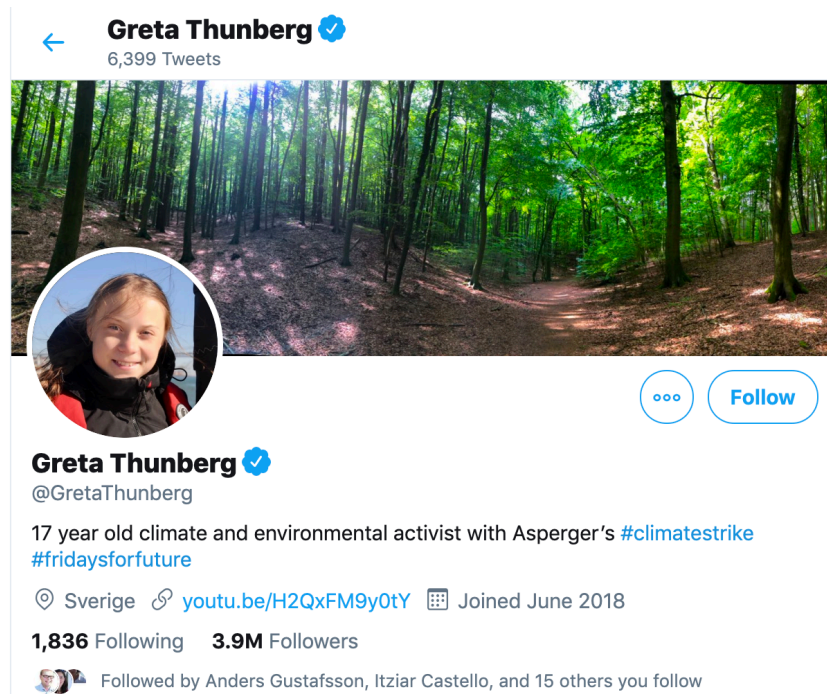 Greta Thunberg
6,399 Tweets
Follow
Greta Thunberg
@GretaThunberg
17 year old climate and environmental activist with Asperger’s #climatestrike
#fridaysforfuture
Sverige youtu.be/H2QxFM9y0tY Joined June 2018
1,836 Following 3.9M Followers
Followed by Anders Gustafsson, Itziar Castello, and 15 others you follow